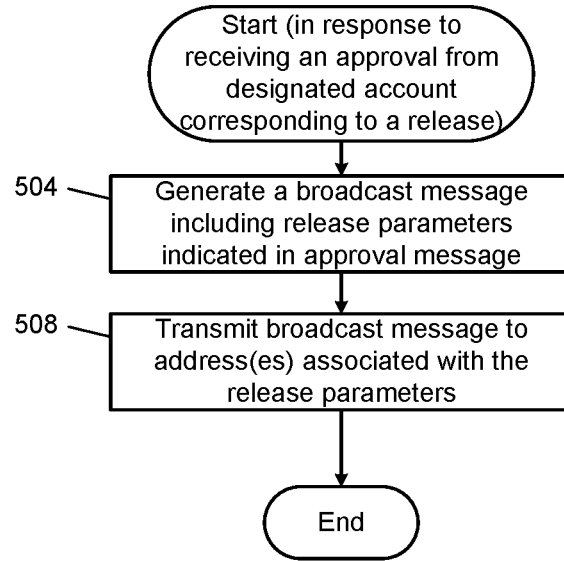 Start (in response to
receiving an approval from
designated account
corresponding to a release)
504
Generate a broadcast message
including release parameters
indicated in approval message
508
Transmit broadcast message to
address(es) associated with the
release parameters
End